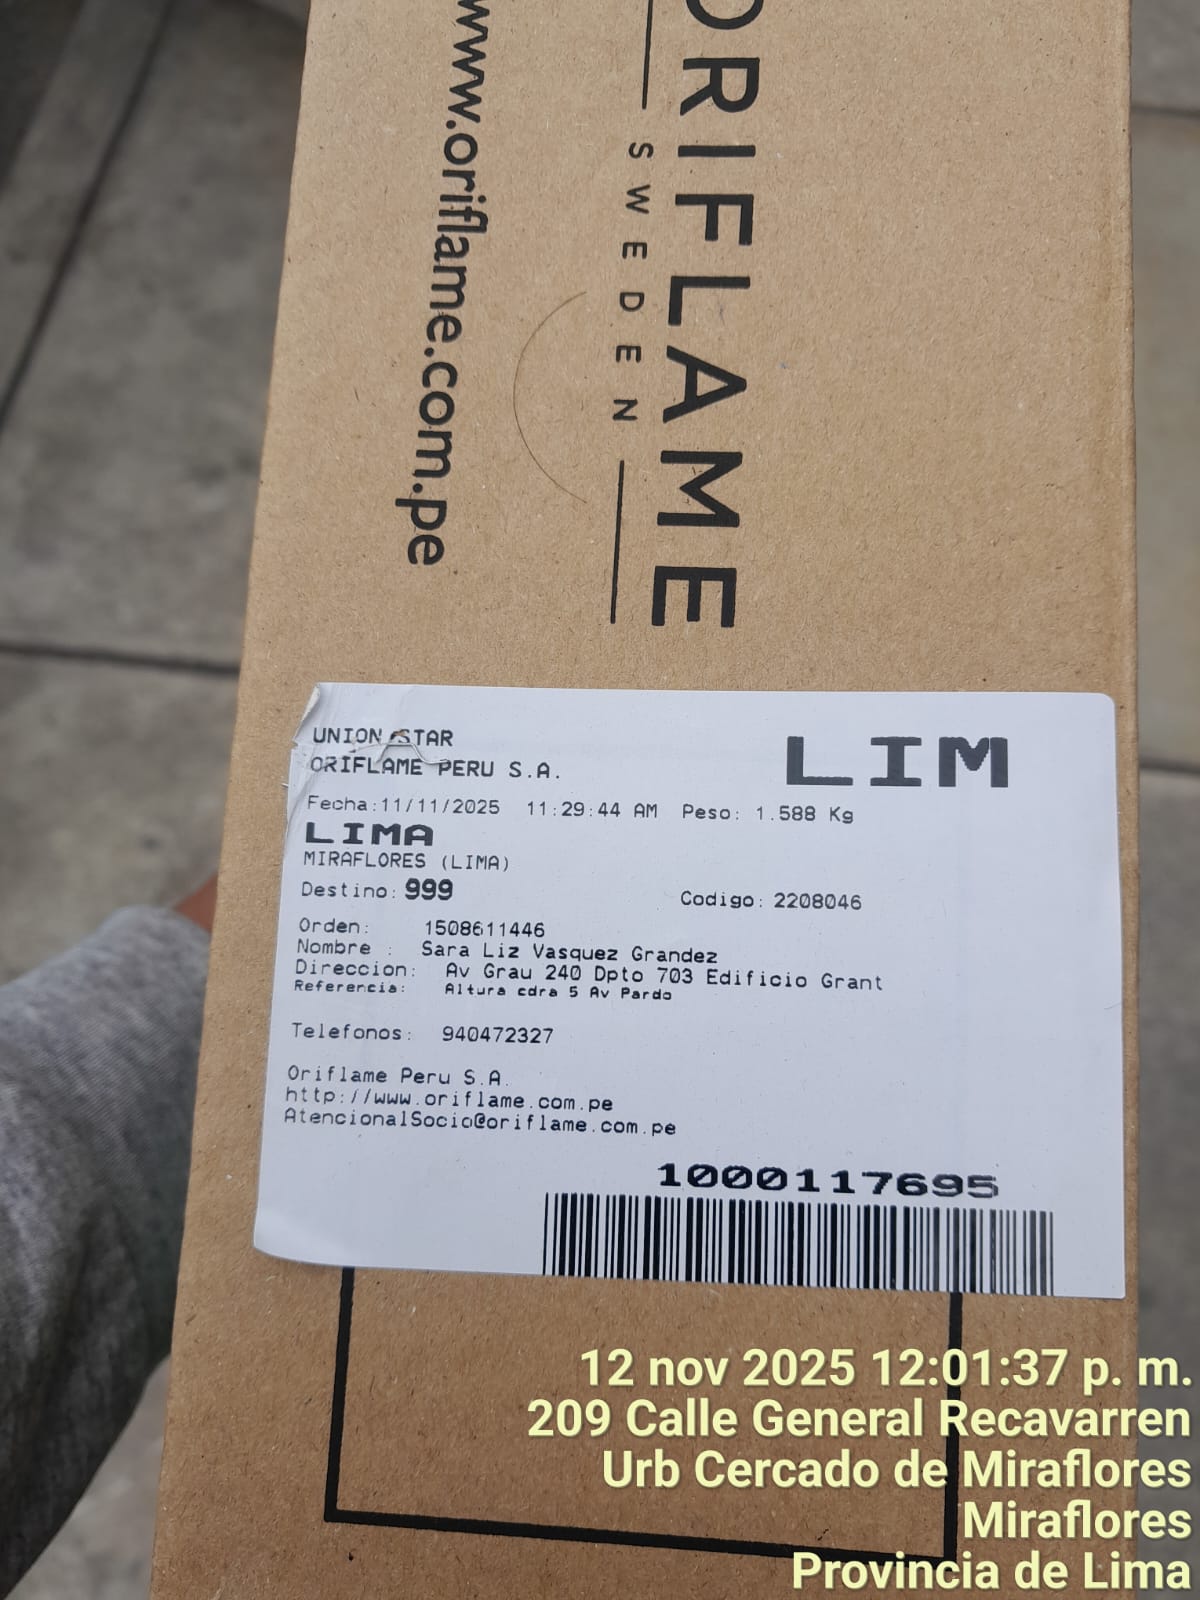 www.oriflame.com.pe
ORIFLAME
SWEDEN
UNION STAR
ORIFLAME PERU S.A.
LIM
Fecha:11/11/2025 11:29:44 AM Peso: 1.588 Kg
LIMA
MIRAFLORES (LIMA)
Destino: 999
Codigo: 2208046
Orden: 1508611446
Nombre : Sara Liz Vasquez Grandez
Direccion: Av Grau 240 Dpto 703 Edificio Grant
Referencia: Altura cdra 5 Av Pardo
Telefonos: 940472327
Oriflame Peru S.A.
http://www.oriflame.com.pe
AtencionalSocio@oriflame.com.pe
1000117695
12 nov 2025 12:01:37 p. m.
209 Calle General Recavarren
Urb Cercado de Miraflores
Miraflores
Provincia de Lima